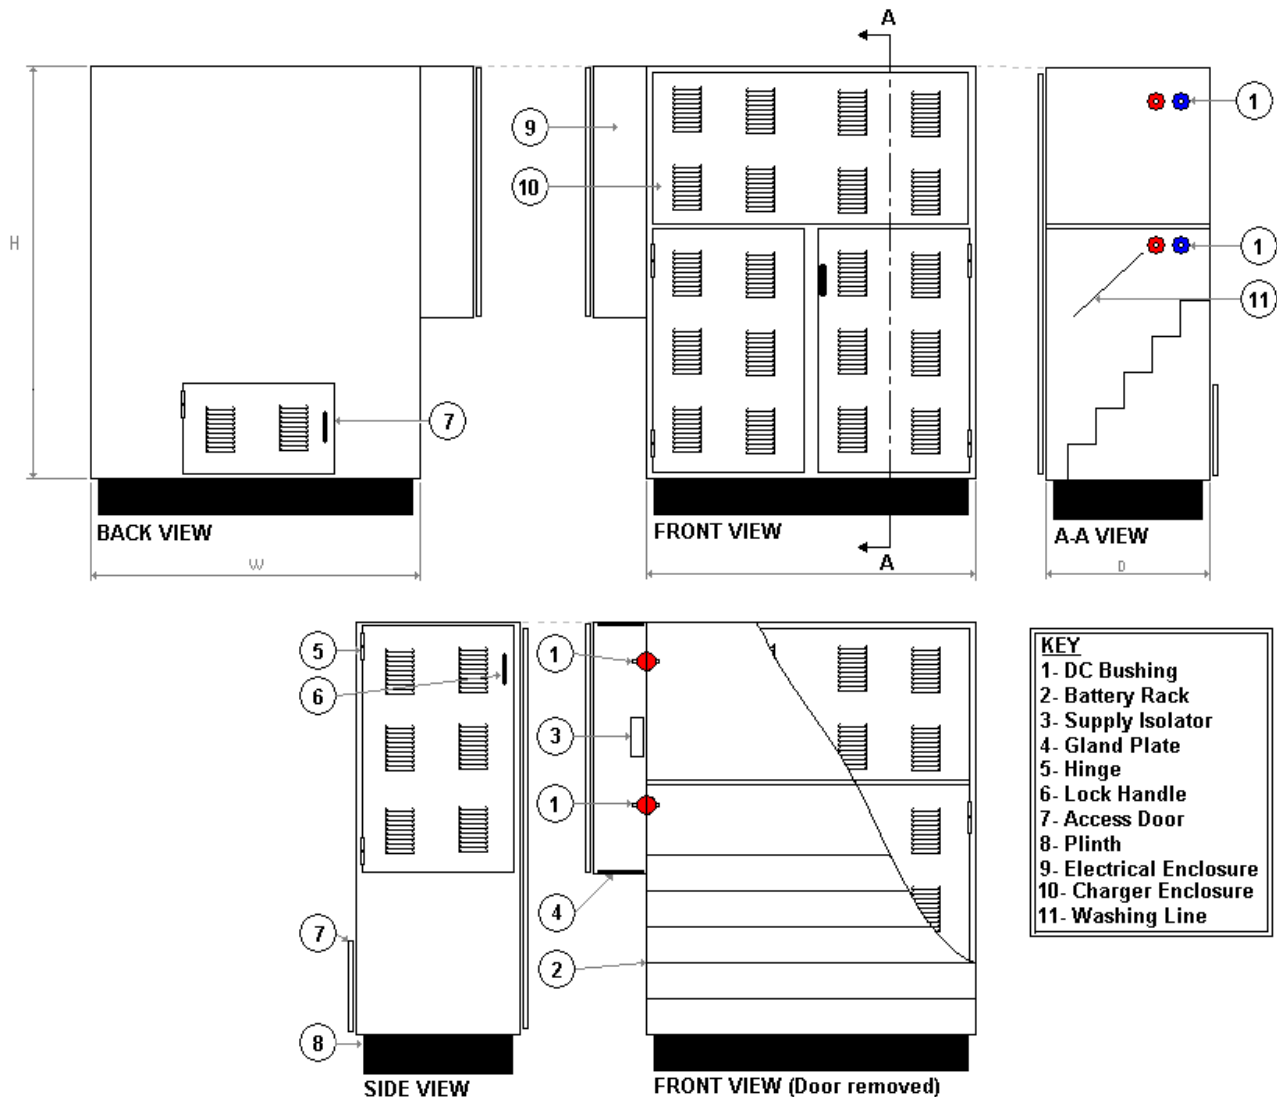 A
9
10
1
H
1
11
7
BACK VIEW
FRONT VIEW
A-A VIEW
W
A
D
5
6
7
8
SIDE VIEW
1
3
1
4
2
FRONT VIEW (Door removed)
KEY
1- DC Bushing
2- Battery Rack
3- Supply Isolator
4- Gland Plate
5- Hinge
6- Lock Handle
7- Access Door
8- Plinth
9- Electrical Enclosure
10- Charger Enclosure
11- Washing Line